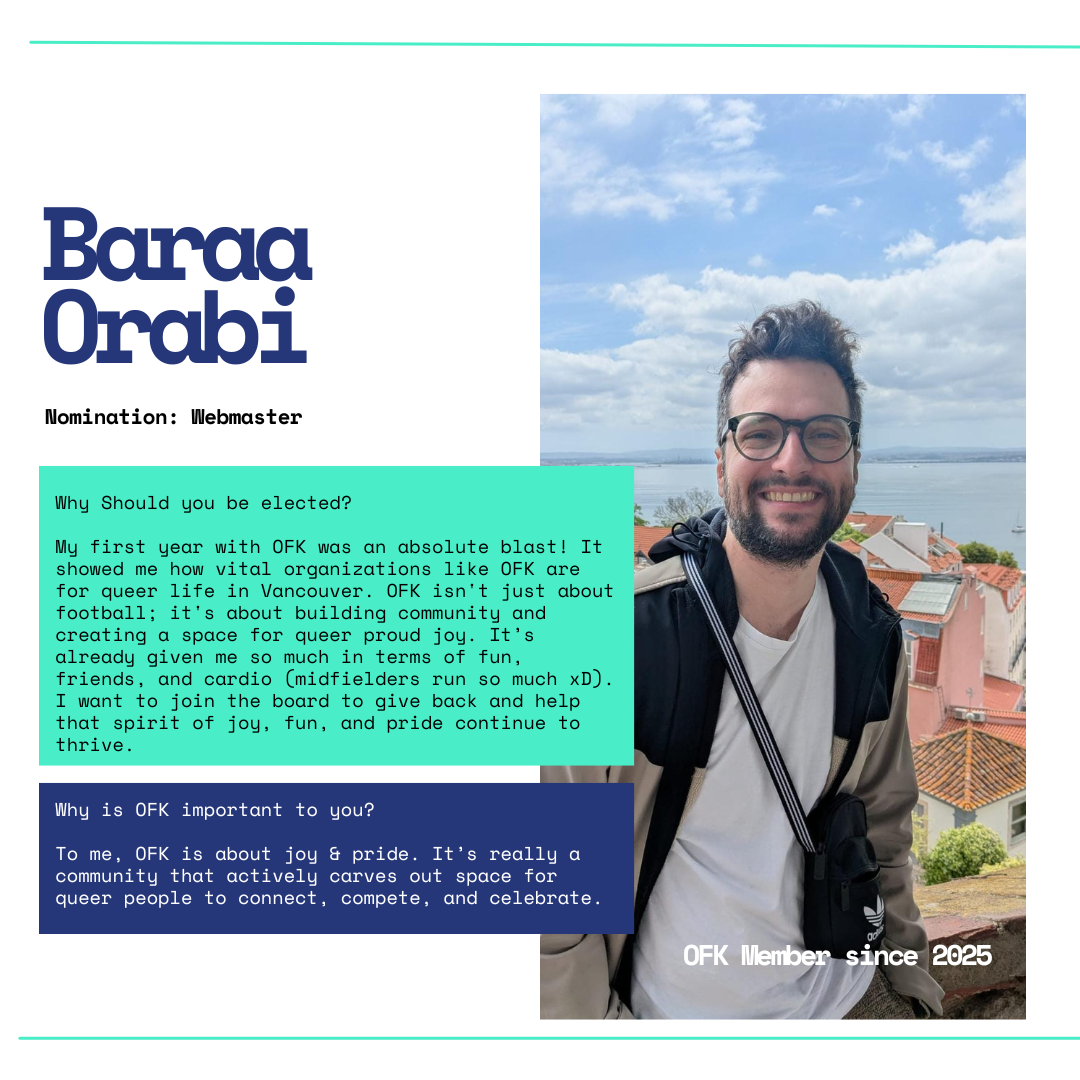 Baraa
Orabi
Nomination: Webmaster
Why Should you be elected?
My first year with OFK was an absolute blast! It
showed me how vital organizations like OFK are
for queer life in Vancouver. OFK isn't just about
football; it's about building community and
creating a space for queer proud joy. It’s
already given me so much in terms of fun,
friends, and cardio (midfielders run so much xD).
I want to join the board to give back and help
that spirit of joy, fun, and pride continue to
thrive.
Why is OFK important to you?
To me, OFK is about joy & pride. It’s really a
community that actively carves out space for
queer people to connect, compete, and celebrate.
adidas
OFK Member since 2025